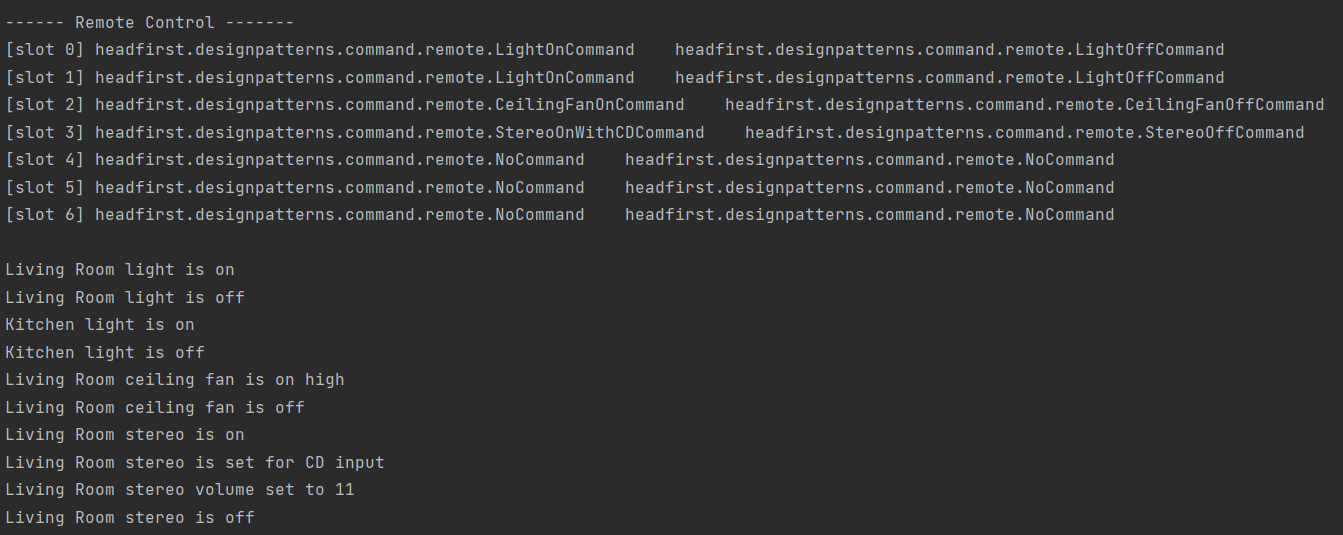 ------ Remote Control -------
[slot 0] headfirst.designpatterns.command.remote.LightOnCommand    headfirst.designpatterns.command.remote.LightOffCommand
[slot 1] headfirst.designpatterns.command.remote.LightOnCommand    headfirst.designpatterns.command.remote.LightOffCommand
[slot 2] headfirst.designpatterns.command.remote.CeilingFanOnCommand    headfirst.designpatterns.command.remote.CeilingFanOffCommand
[slot 3] headfirst.designpatterns.command.remote.StereoOnWithCDCommand    headfirst.designpatterns.command.remote.StereoOffCommand
[slot 4] headfirst.designpatterns.command.remote.NoCommand    headfirst.designpatterns.command.remote.NoCommand
[slot 5] headfirst.designpatterns.command.remote.NoCommand    headfirst.designpatterns.command.remote.NoCommand
[slot 6] headfirst.designpatterns.command.remote.NoCommand    headfirst.designpatterns.command.remote.NoCommand

Living Room light is on
Living Room light is off
Kitchen light is on
Kitchen light is off
Living Room ceiling fan is on high
Living Room ceiling fan is off
Living Room stereo is on
Living Room stereo is set for CD input
Living Room stereo volume set to 11
Living Room stereo is off